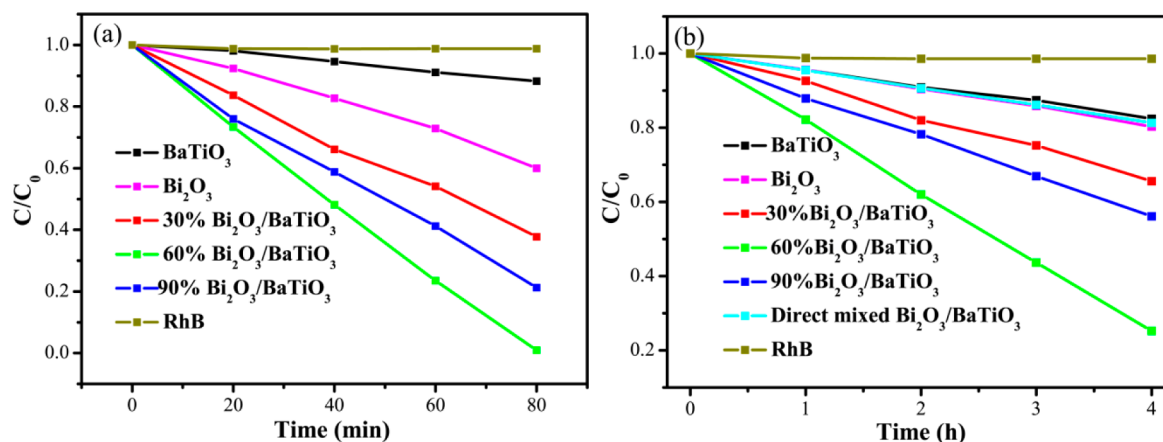 (a)
C/C₀
1.0
0.8
0.6
0.4
0.2
0.0
BaTiO₃
Bi₂O₃
30% Bi₂O₃/BaTiO₃
60% Bi₂O₃/BaTiO₃
90% Bi₂O₃/BaTiO₃
RhB
0 20 40 60 80
Time (min)
(b)
C/C₀
1.0
0.8
0.6
0.4
0.2
BaTiO₃
Bi₂O₃
30%Bi₂O₃/BaTiO₃
60%Bi₂O₃/BaTiO₃
90%Bi₂O₃/BaTiO₃
Direct mixed Bi₂O₃/BaTiO₃
RhB
0 1 2 3 4
Time (h)